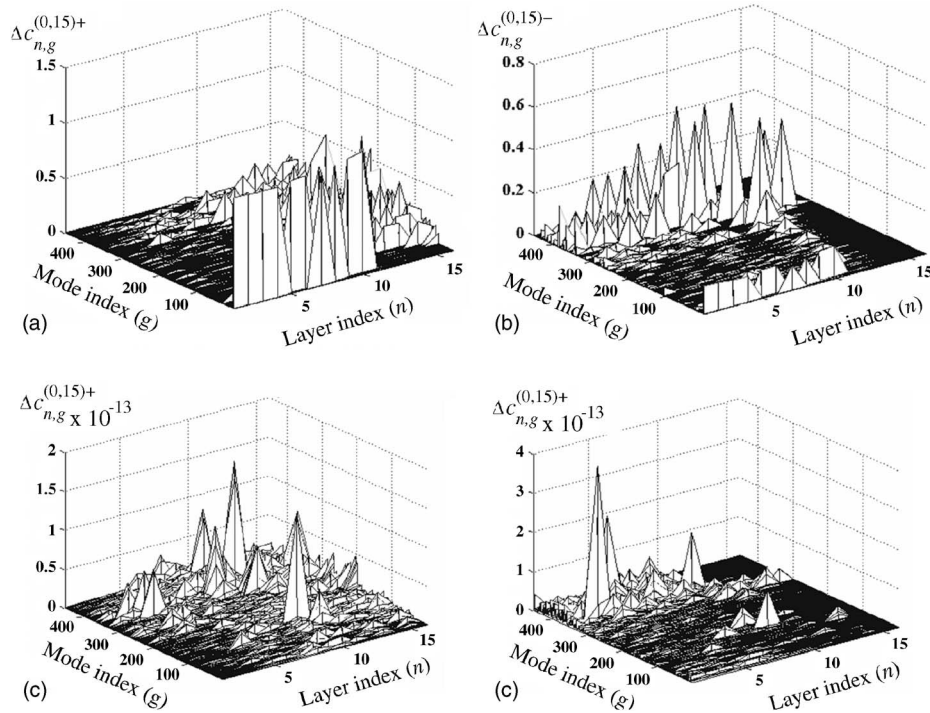 Δc_{n,g}^{(0,15)+}
1.5
1
0.5
0
400
300
200
100
5
10
15
Mode index (g)
Layer index (n)
(a)
Δc_{n,g}^{(0,15)−}
0.8
0.6
0.4
0.2
0
400
300
200
100
5
10
15
Mode index (g)
Layer index (n)
(b)
Δc_{n,g}^{(0,15)+} x 10^{-13}
2
1.5
1
0.5
0
400
300
200
100
5
10
15
Mode index (g)
Layer index (n)
(c)
Δc_{n,g}^{(0,15)+} x 10^{-13}
4
3
2
1
0
400
300
200
100
5
10
15
Mode index (g)
Layer index (n)
(c)